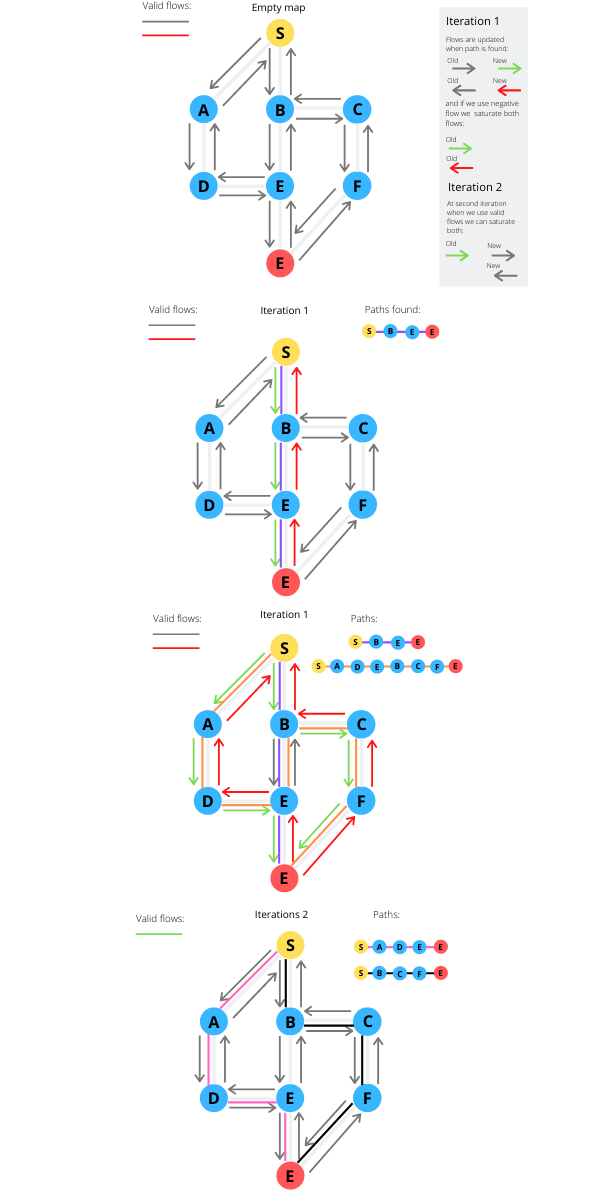 Valid flows:
Empty map
S
A
B
C
D
E
F
E
Iteration 1
Flows are updated
when path is found:
Old New
Old New
and if we use negative
flow we saturate both
flows:
Old
Old
Iteration 2
At second iteration
when we use valid
flows we can saturate
both:
Old New
New
Valid flows:
Iteration 1
Paths found:
S B E E
S
A
B
C
D
E
F
E
Valid flows:
Iteration 1
Paths:
S B E E
S A D E B C F E
S
A
B
C
D
E
F
E
Valid flows:
Iterations 2
Paths:
S A D E E
S B C F E
S
A
B
C
D
E
F
E